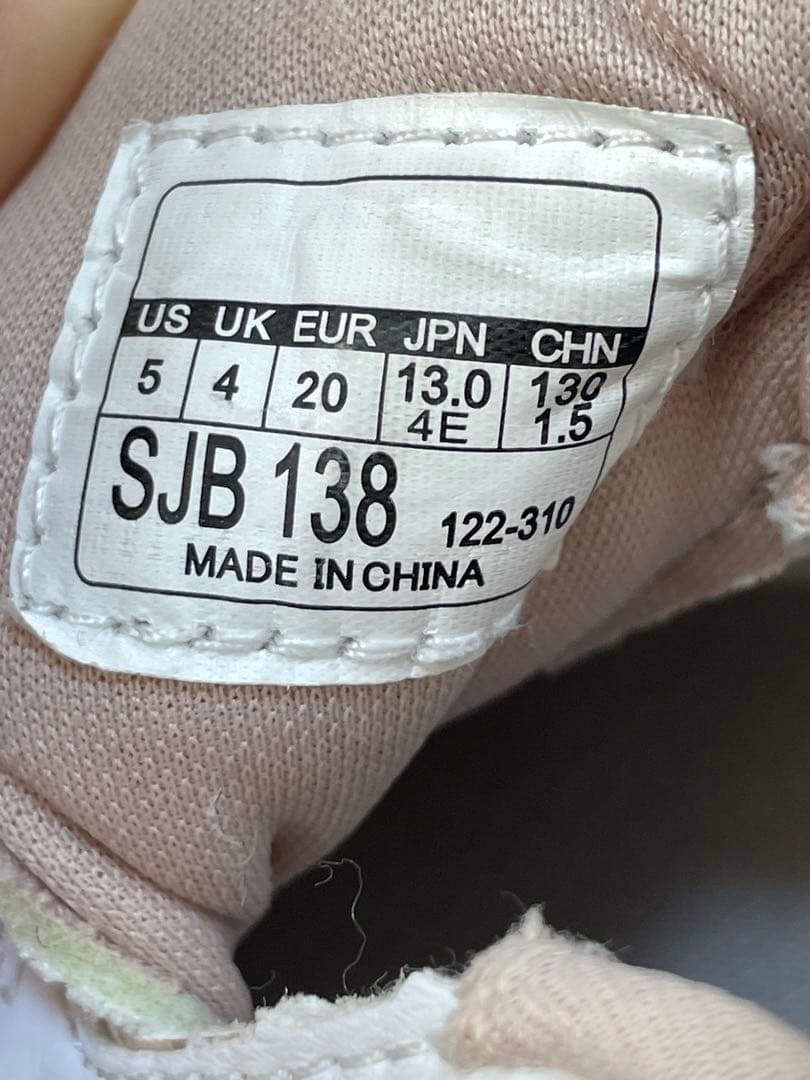 US UK EUR JPN CHN
5 4 20 13.0 130
4E 1.5
SJB 138 122-310
MADE IN CHINA